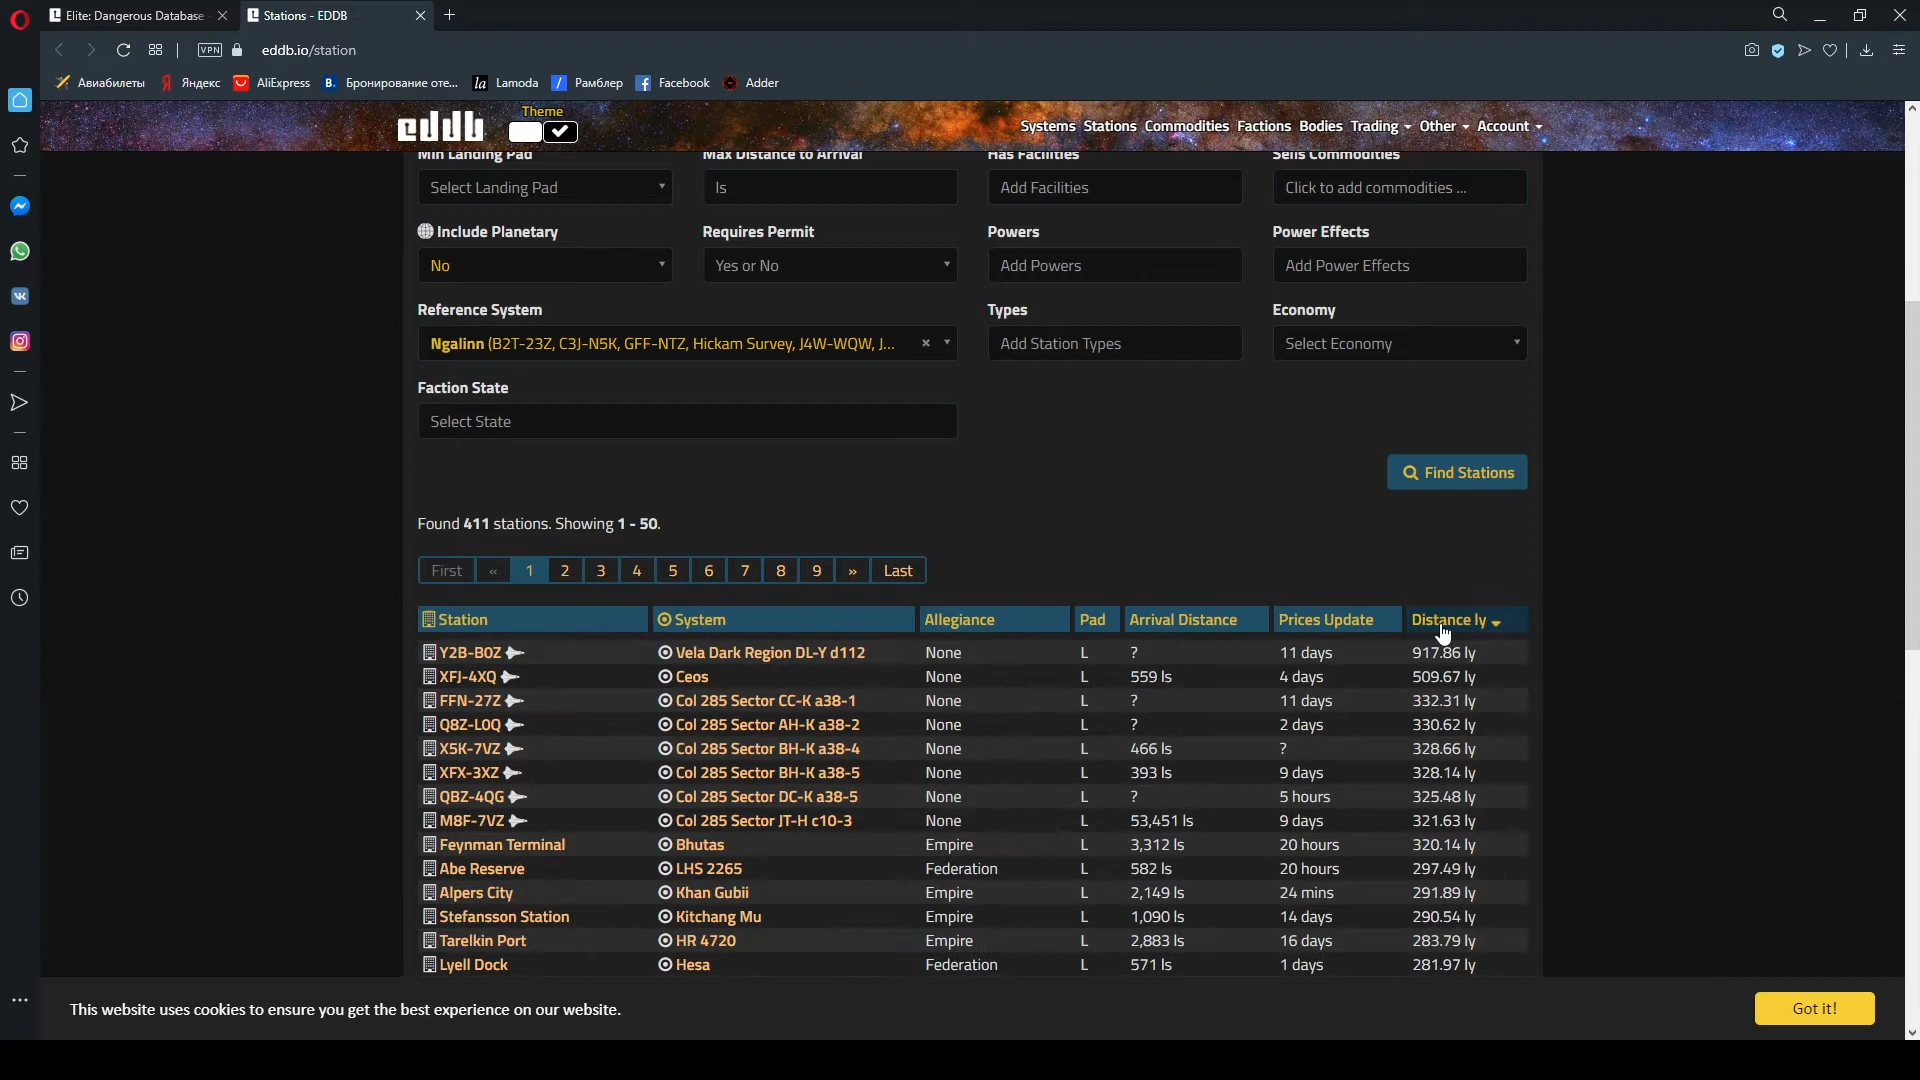 Elite: Dangerous Database
Stations - EDDB
VPN
eddb.io/station
Авиабилеты
Яндекс
AliExpress
Бронирование оте...
Lamoda
Рамблер
Facebook
Adder
eddb
Theme
Systems Stations Commodities Factions Bodies Trading Other Account
Min Landing Pad Max Distance to Arrival Has Facilities Sells Commodities
Select Landing Pad ls Add Facilities Click to add commodities ...
Include Planetary Requires Permit Powers Power Effects
No Yes or No Add Powers Add Power Effects
Reference System Types Economy
Ngalinn (B2T-23Z, C3J-N5K, GFF-NTZ, Hickam Survey, J4W-WQW, J... × Add Station Types Select Economy
Faction State
Select State
Find Stations
Found 411 stations. Showing 1 - 50.
First « 1 2 3 4 5 6 7 8 9 » Last
Station System Allegiance Pad Arrival Distance Prices Update Distance ly
Y2B-B0Z Vela Dark Region DL-Y d112 None L ? 11 days 917.86 ly
XFJ-4XQ Ceos None L 559 ls 4 days 509.67 ly
FFN-27Z Col 285 Sector CC-K a38-1 None L ? 11 days 332.31 ly
Q8Z-L0Q Col 285 Sector AH-K a38-2 None L ? 2 days 330.62 ly
X5K-7VZ Col 285 Sector BH-K a38-4 None L 466 ls ? 328.66 ly
XFX-3XZ Col 285 Sector BH-K a38-5 None L 393 ls 9 days 328.14 ly
QBZ-4QG Col 285 Sector DC-K a38-5 None L ? 5 hours 325.48 ly
M8F-7VZ Col 285 Sector JT-H c10-3 None L 53,451 ls 9 days 321.63 ly
Feynman Terminal Bhutas Empire L 3,312 ls 20 hours 320.14 ly
Abe Reserve LHS 2265 Federation L 582 ls 20 hours 297.49 ly
Alpers City Khan Gubii Empire L 2,149 ls 24 mins 291.89 ly
Stefansson Station Kitchang Mu Empire L 1,090 ls 14 days 290.54 ly
Tarelkin Port HR 4720 Empire L 2,883 ls 16 days 283.79 ly
Lyell Dock Hesa Federation L 571 ls 1 days 281.97 ly
This website uses cookies to ensure you get the best experience on our website.
Got it!